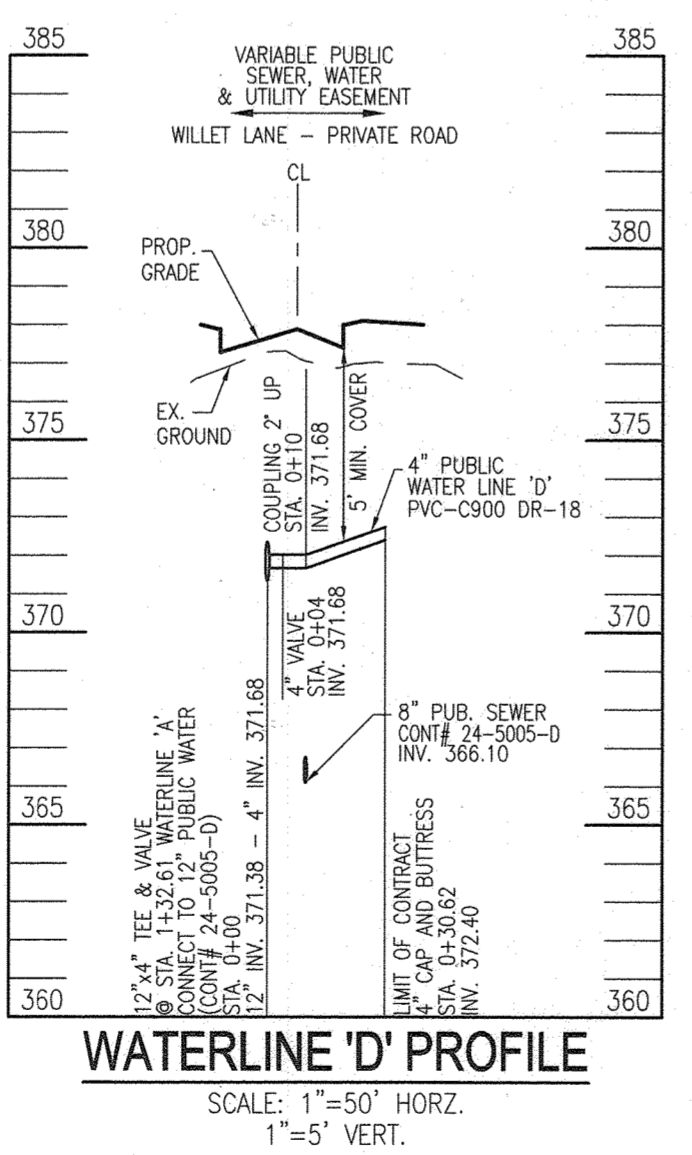 385
385
VARIABLE PUBLIC
SEWER, WATER
& UTILITY EASEMENT
WILLET LANE – PRIVATE ROAD
CL
380
380
PROP.
GRADE
EX.
GROUND
375
375
COUPLING 2" UP
STA. 0+10
INV. 371.68
5' MIN. COVER
4" PUBLIC
WATER LINE 'D'
PVC-C900 DR-18
370
370
4" VALVE
STA. 0+04
INV. 371.68
8" PUB. SEWER
CONT# 24-5005-D
INV. 366.10
365
365
12"x4" TEE & VALVE
@ STA. 1+32.61 WATERLINE 'A'
CONNECT TO 12" PUBLIC WATER
(CONT# 24-5005-D)
STA. 0+00
12" INV. 371.38 – 4" INV. 371.68
LIMIT OF CONTRACT
4" CAP AND BUTTRESS
STA. 0+30.62
INV. 372.40
360
360
WATERLINE 'D' PROFILE
SCALE: 1"=50' HORZ.
1"=5' VERT.